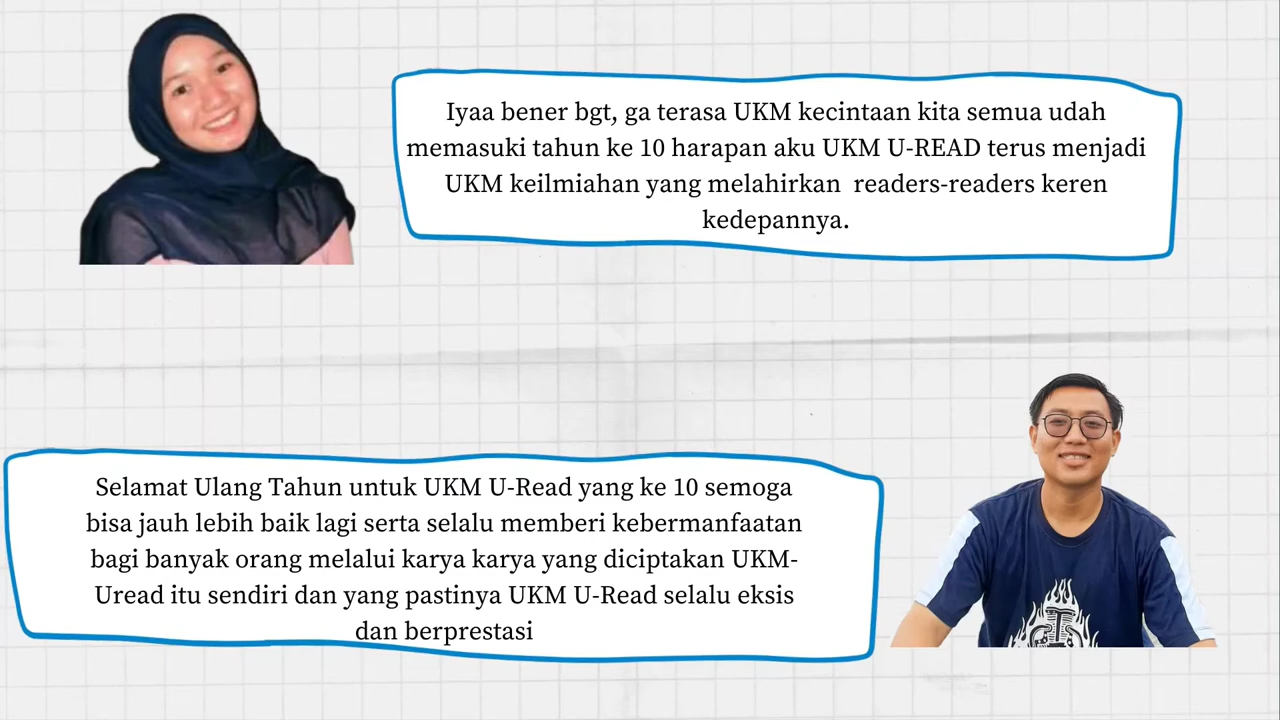 Iyaa bener bgt, ga terasa UKM kecintaan kita semua udah
memasuki tahun ke 10 harapan aku UKM U-READ terus menjadi
UKM keilmiahan yang melahirkan  readers-readers keren
kedepannya.
Selamat Ulang Tahun untuk UKM U-Read yang ke 10 semoga
bisa jauh lebih baik lagi serta selalu memberi kebermanfaatan
bagi banyak orang melalui karya karya yang diciptakan UKM-
Uread itu sendiri dan yang pastinya UKM U-Read selalu eksis
dan berprestasi